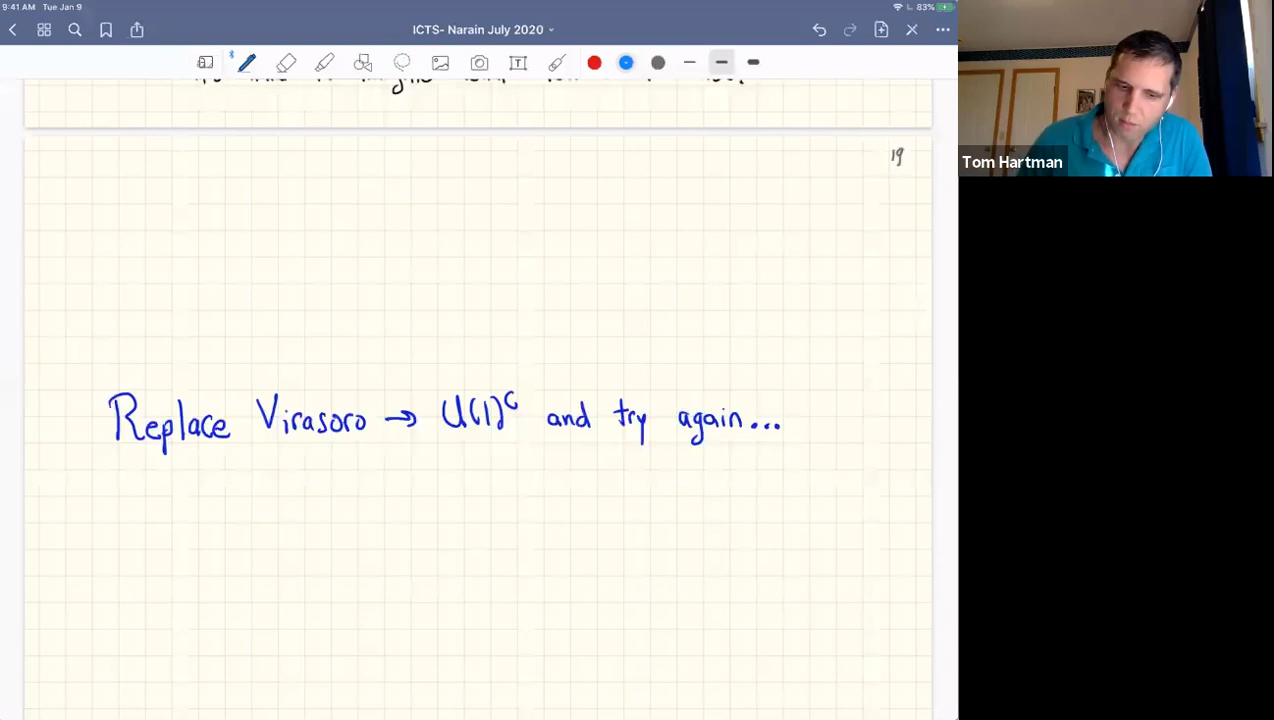 9:41 AM Tue Jan 9
83%
ICTS- Narain July 2020
19
Tom Hartman
Replace Virasoro → U(1)^c and try again...